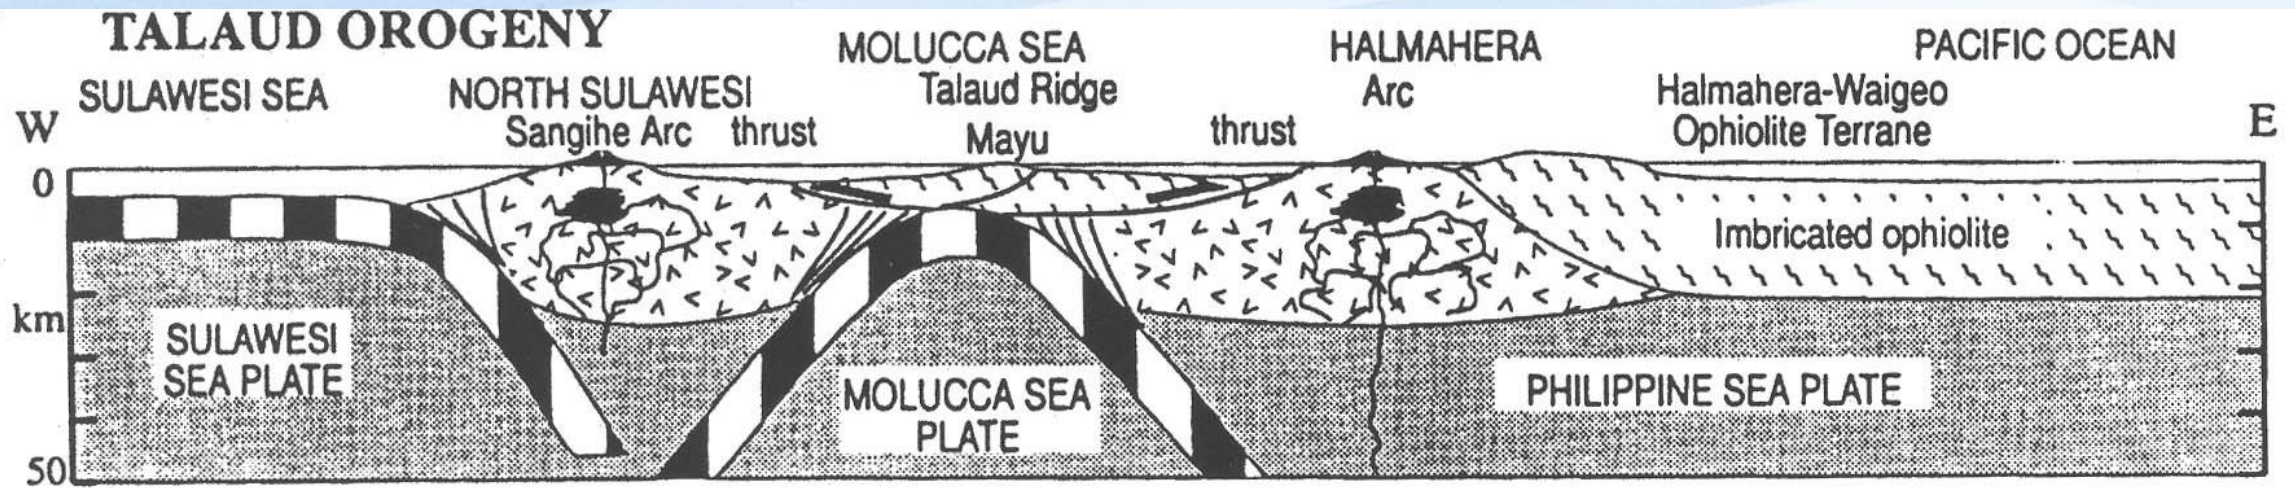 TALAUD OROGENY
MOLUCCA SEA
HALMAHERA
PACIFIC OCEAN
SULAWESI SEA
NORTH SULAWESI
Talaud Ridge
Arc
Halmahera-Waigeo
W
Sangihe Arc
thrust
Mayu
thrust
Ophiolite Terrane
E
0
Imbricated ophiolite
km
SULAWESI
SEA PLATE
MOLUCCA SEA
PLATE
PHILIPPINE SEA PLATE
50